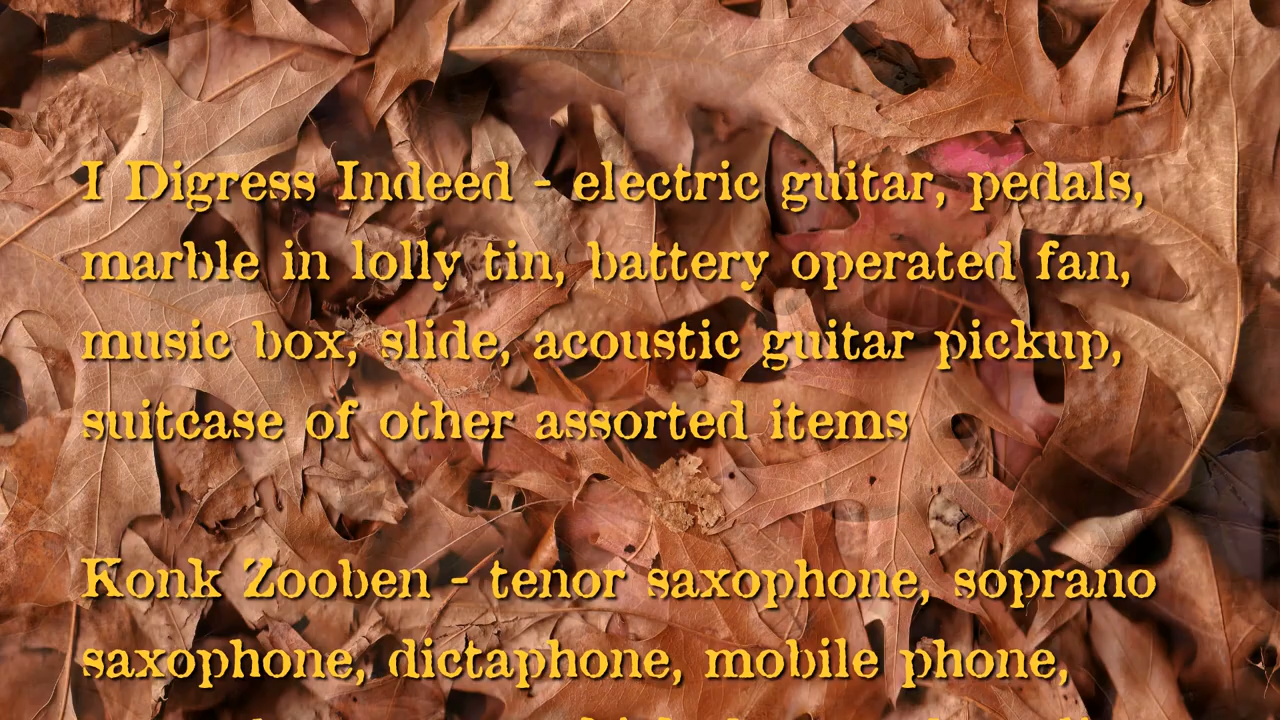 I Digress Indeed - electric guitar, pedals,
marble in lolly tin, battery operated fan,
music box, slide, acoustic guitar pickup,
suitcase of other assorted items
Konk Zooben - tenor saxophone, soprano
saxophone, dictaphone, mobile phone,